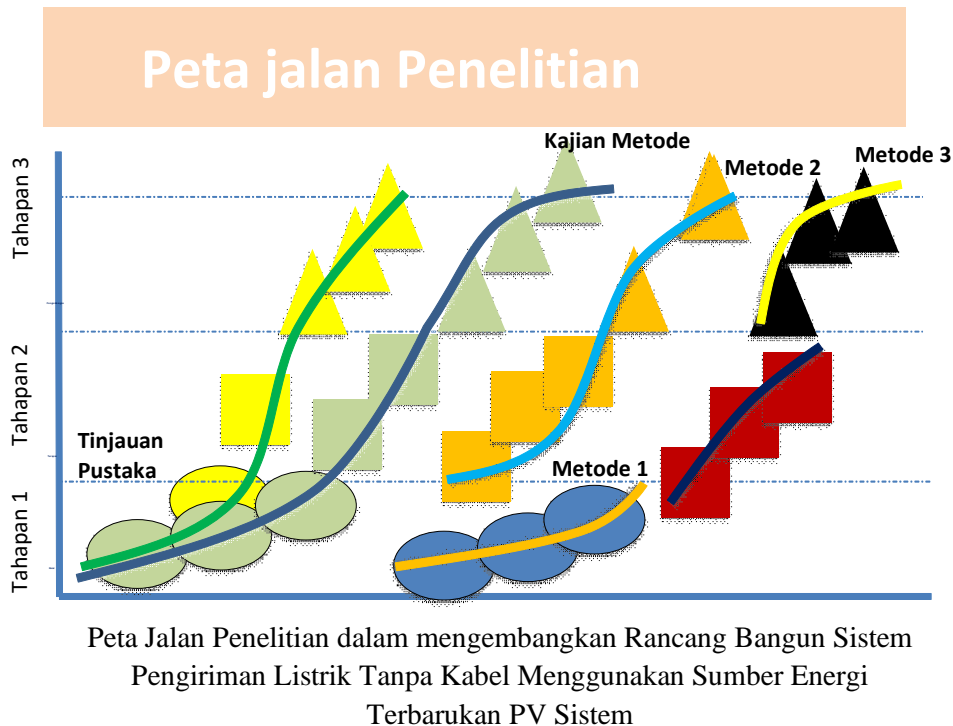 Peta jalan Penelitian
Kajian Metode
Metode 2
Metode 3
Tahapan 3
Tahapan 2
Tinjauan
Pustaka
Metode 1
Tahapan 1
Peta Jalan Penelitian dalam mengembangkan Rancang Bangun Sistem
Pengiriman Listrik Tanpa Kabel Menggunakan Sumber Energi
Terbarukan PV Sistem